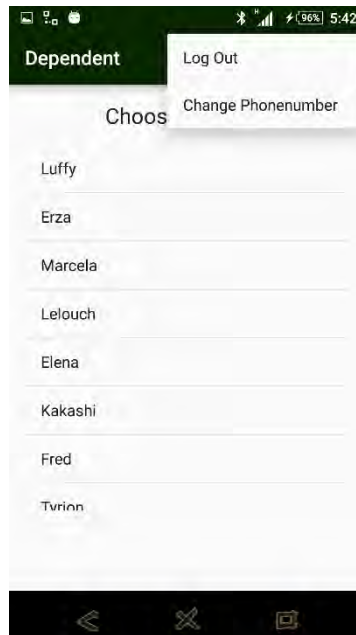 96% 5:42
Dependent
Log Out
Change Phonenumber
Choos
Luffy
Erza
Marcela
Lelouch
Elena
Kakashi
Fred
Tyrion